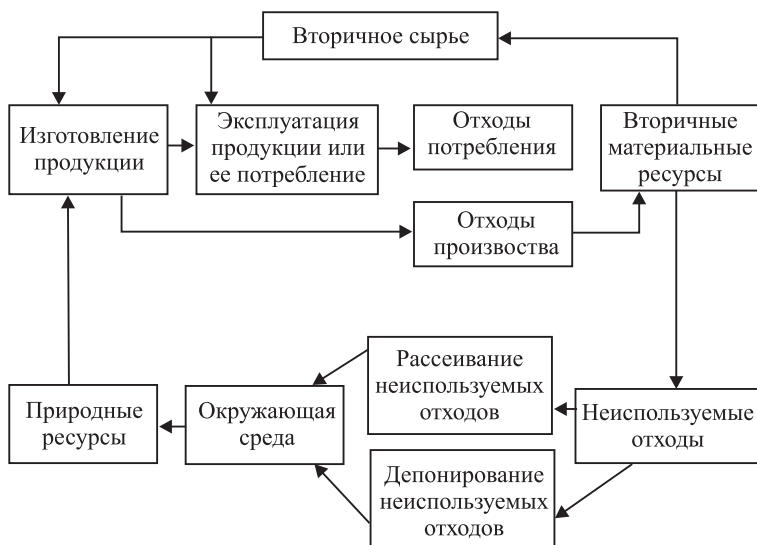 Вторичное сырье
Изготовление
продукции
Эксплуатация
продукции или
ее потребление
Отходы
потребления
Вторичные
материальные
ресурсы
Отходы
произвоства
Рассеивание
неиспользуемых
отходов
Природные
ресурсы
Окружающая
среда
Неиспользуемые
отходы
Депонирование
неиспользуемых
отходов